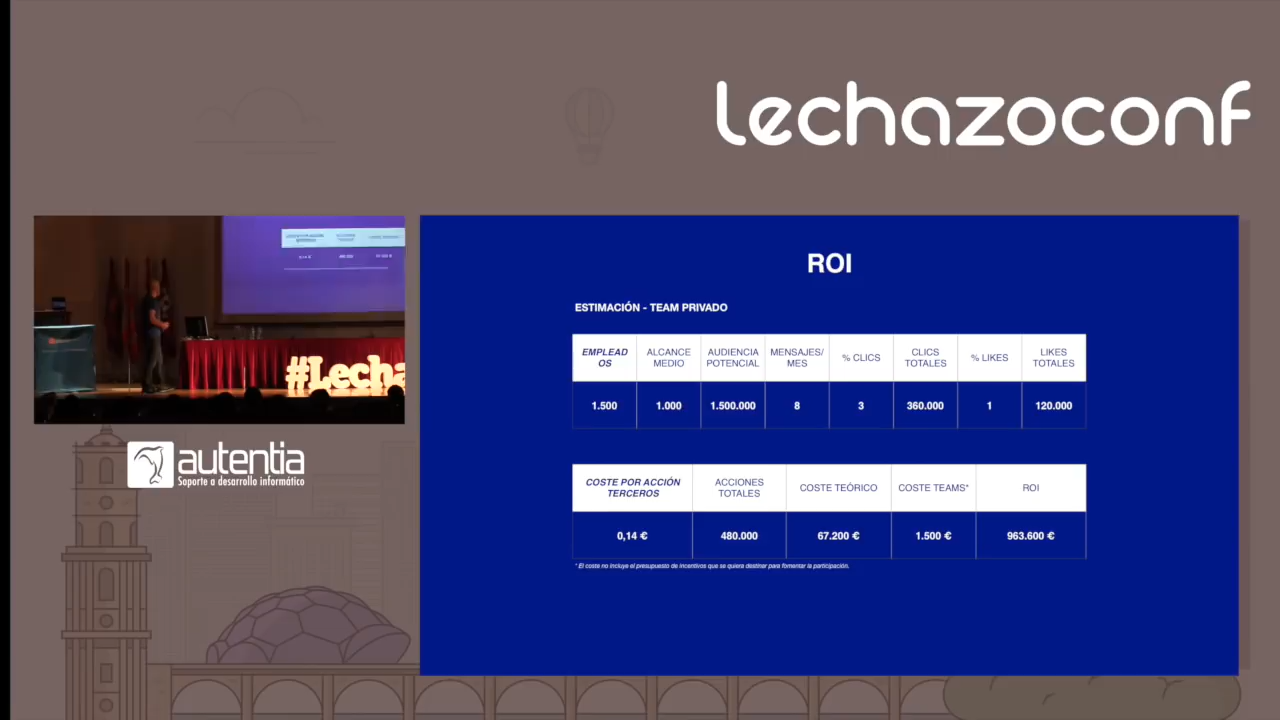 lechazoconf
ROI
ESTIMACIÓN - TEAM PRIVADO
EMPLEAD
OS
ALCANCE
MEDIO
AUDIENCIA
POTENCIAL
MENSAJES/
MES
% CLICS
CLICS
TOTALES
% LIKES
LIKES
TOTALES
1.500
1.000
1.500.000
8
3
360.000
1
120.000
COSTE POR ACCIÓN
TERCEROS
ACCIONES
TOTALES
COSTE TEÓRICO
COSTE TEAMS*
ROI
0,14 €
480.000
67.200 €
1.500 €
963.600 €
* El coste no incluye el presupuesto de incentivos que se quiera destinar para fomentar la participación.
#Lecha
autentia
Soporte a desarrollo informático